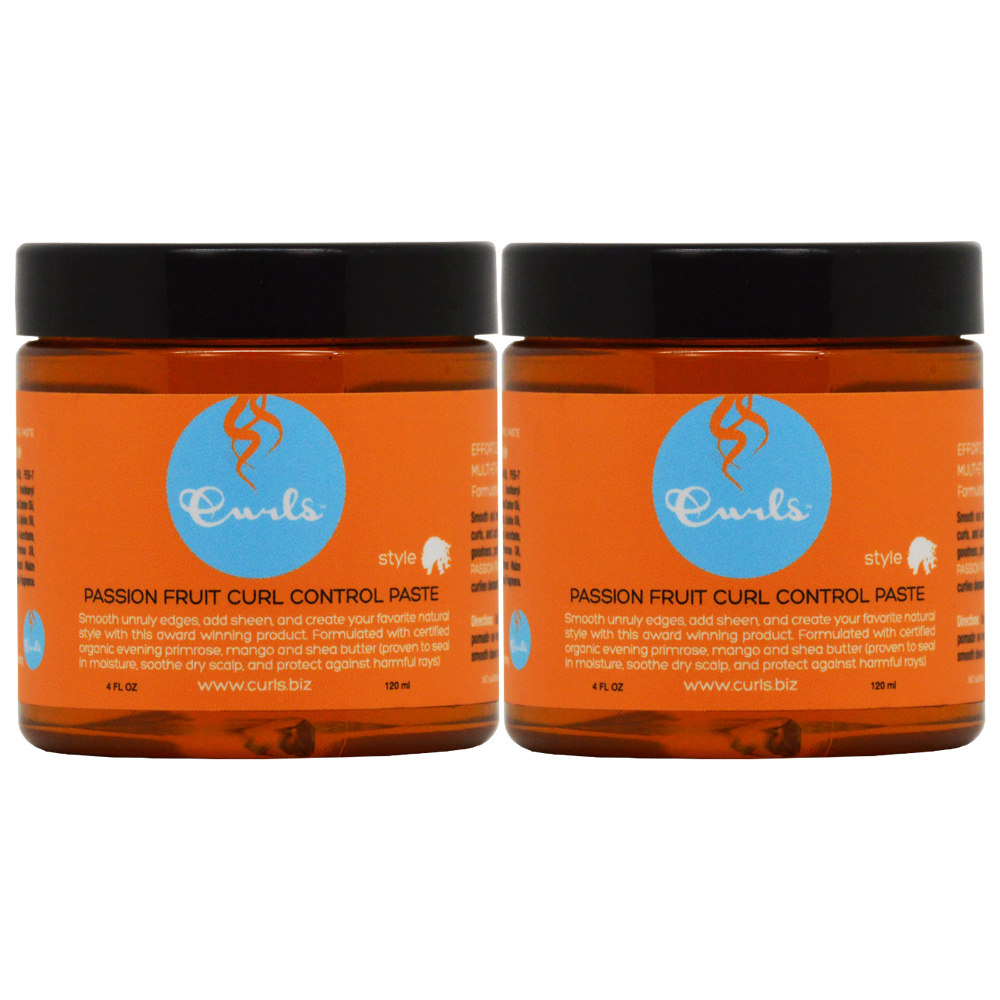 Curls
style
PASSION FRUIT CURL CONTROL PASTE
Smooth unruly edges, add sheen, and create your favorite natural
style with this award winning product. Formulated with certified
organic evening primrose, mango and shea butter (proven to seal
in moisture, soothe dry scalp, and protect against harmful rays)
4 FL OZ www.curls.biz 120 ml
Curls
style
PASSION FRUIT CURL CONTROL PASTE
Smooth unruly edges, add sheen, and create your favorite natural
style with this award winning product. Formulated with certified
organic evening primrose, mango and shea butter (proven to seal
in moisture, soothe dry scalp, and protect against harmful rays)
4 FL OZ www.curls.biz 120 ml